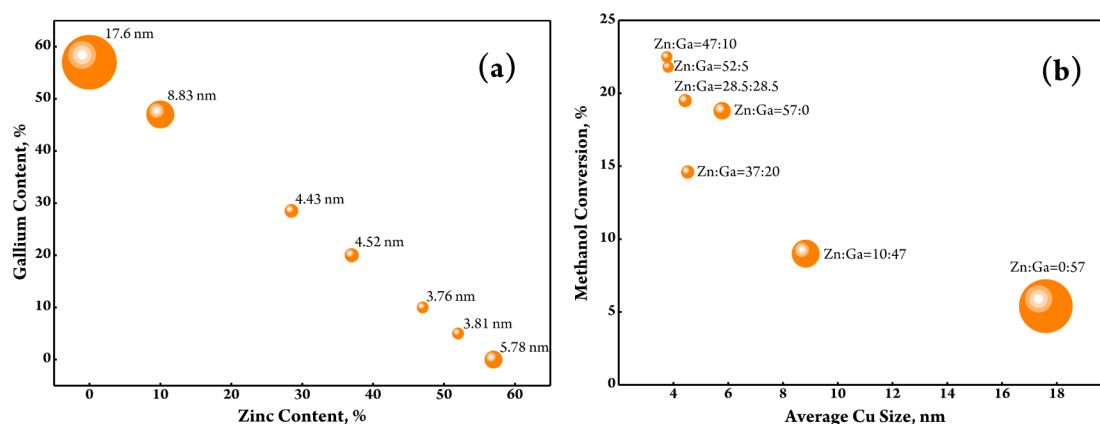 (a)
17.6 nm
8.83 nm
4.43 nm
4.52 nm
3.76 nm
3.81 nm
5.78 nm
Gallium Content, %
60
50
40
30
20
10
0
0 10 20 30 40 50 60
Zinc Content, %
(b)
Zn:Ga=47:10
Zn:Ga=52:5
Zn:Ga=28.5:28.5
Zn:Ga=57:0
Zn:Ga=37:20
Zn:Ga=10:47
Zn:Ga=0:57
Methanol Conversion, %
25
20
15
10
5
0
4 6 8 10 12 14 16 18
Average Cu Size, nm